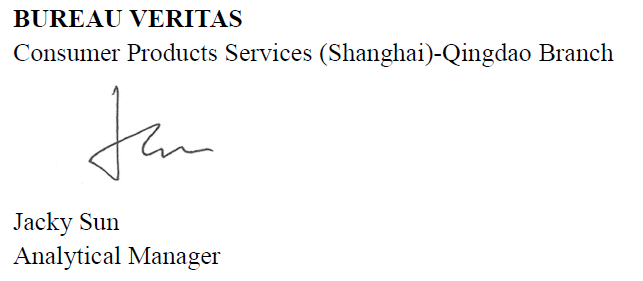 BUREAU VERITAS
Consumer Products Services (Shanghai)-Qingdao Branch
Jacky Sun
Analytical Manager